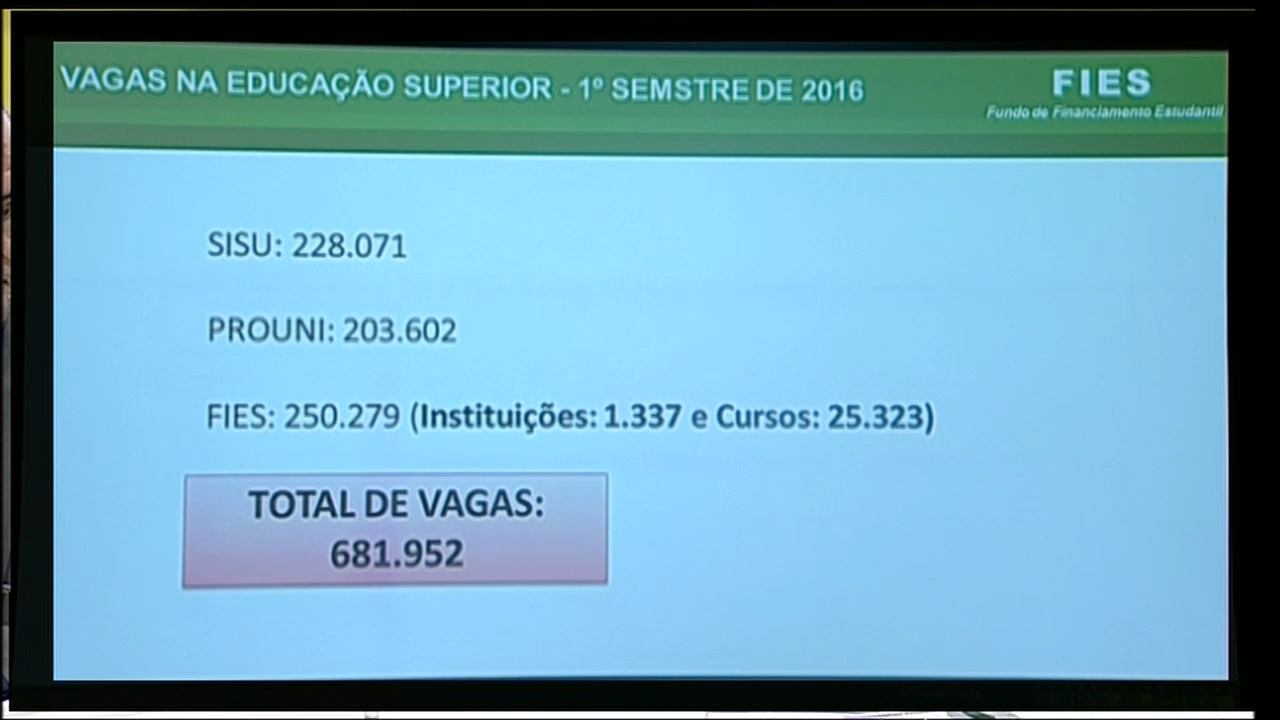 VAGAS NA EDUCAÇÃO SUPERIOR - 1º SEMSTRE DE 2016
FIES
Fundo de Financiamento Estudantil
SISU: 228.071
PROUNI: 203.602
FIES: 250.279 (Instituições: 1.337 e Cursos: 25.323)
TOTAL DE VAGAS:
681.952